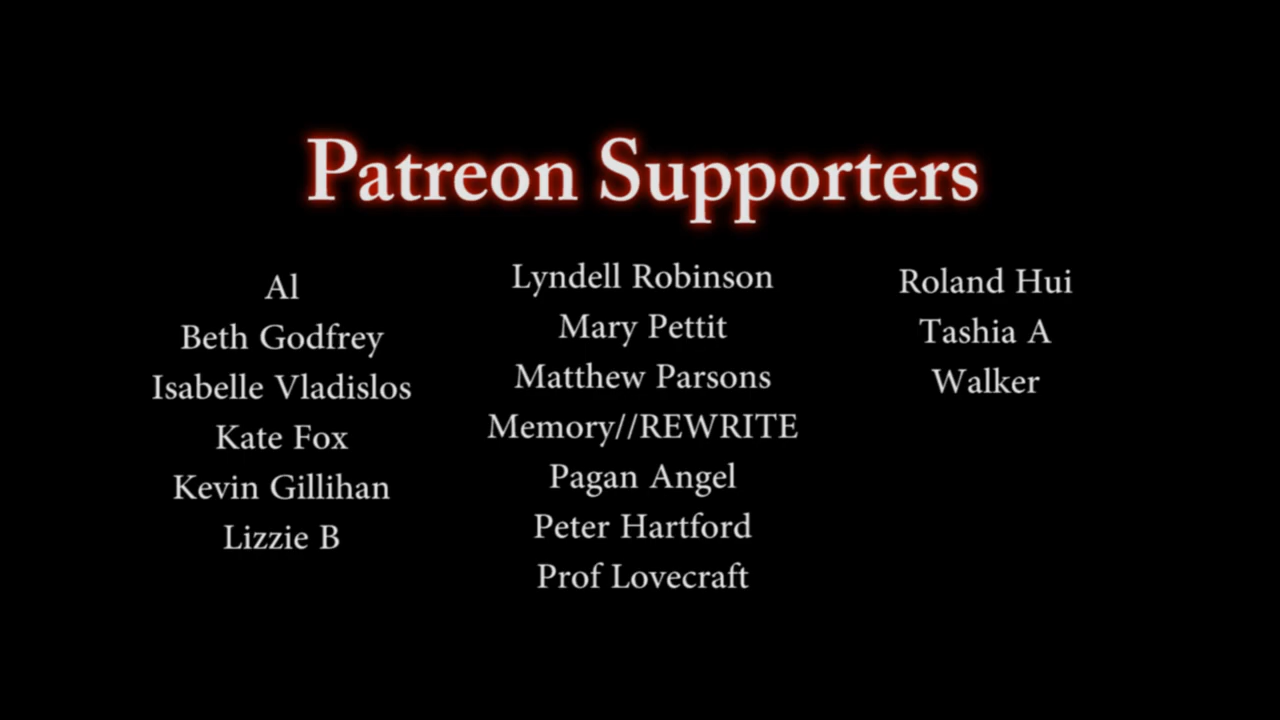 Patreon Supporters
Al
Beth Godfrey
Isabelle Vladislos
Kate Fox
Kevin Gillihan
Lizzie B
Lyndell Robinson
Mary Pettit
Matthew Parsons
Memory//REWRITE
Pagan Angel
Peter Hartford
Prof Lovecraft
Roland Hui
Tashia A
Walker